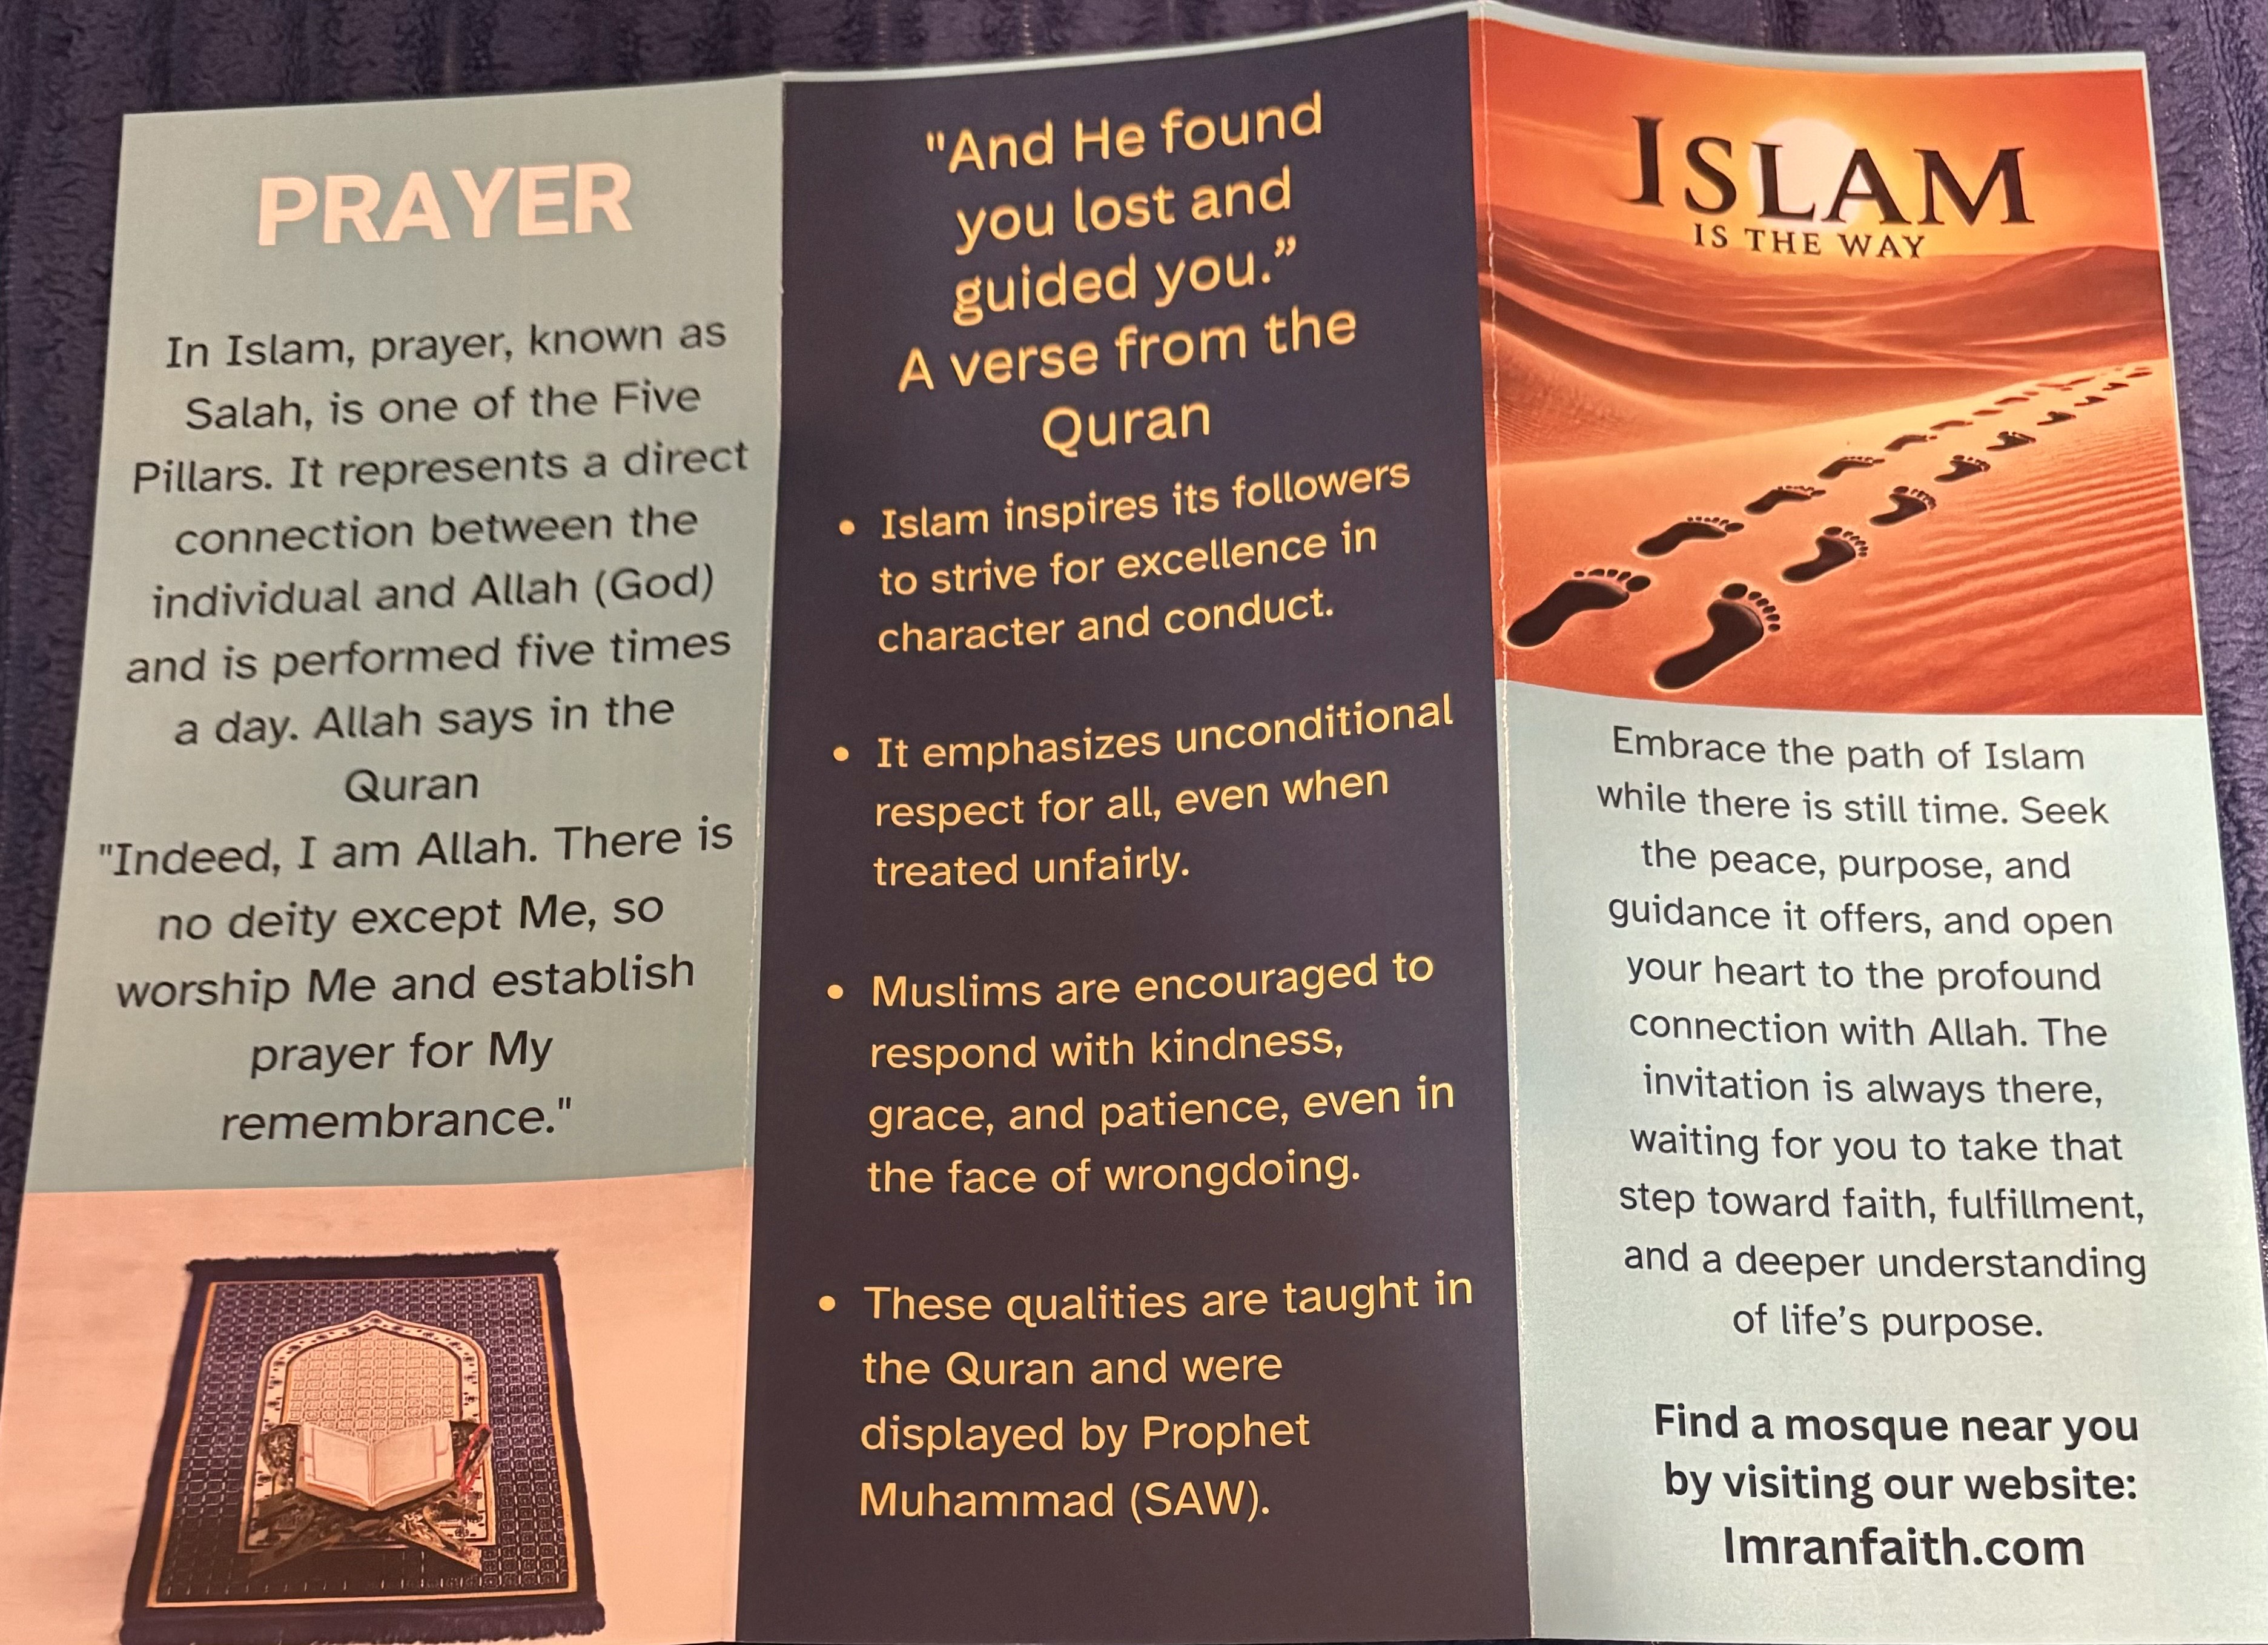 PRAYER
In Islam, prayer, known as
Salah, is one of the Five
Pillars. It represents a direct
connection between the
individual and Allah (God)
and is performed five times
a day. Allah says in the
Quran
"Indeed, I am Allah. There is
no deity except Me, so
worship Me and establish
prayer for My
remembrance."
"And He found
you lost and
guided you.”
A verse from the
Quran
• Islam inspires its followers
to strive for excellence in
character and conduct.
• It emphasizes unconditional
respect for all, even when
treated unfairly.
• Muslims are encouraged to
respond with kindness,
grace, and patience, even in
the face of wrongdoing.
• These qualities are taught in
the Quran and were
displayed by Prophet
Muhammad (SAW).
ISLAM
IS THE WAY
Embrace the path of Islam
while there is still time. Seek
the peace, purpose, and
guidance it offers, and open
your heart to the profound
connection with Allah. The
invitation is always there,
waiting for you to take that
step toward faith, fulfillment,
and a deeper understanding
of life’s purpose.
Find a mosque near you
by visiting our website:
Imranfaith.com